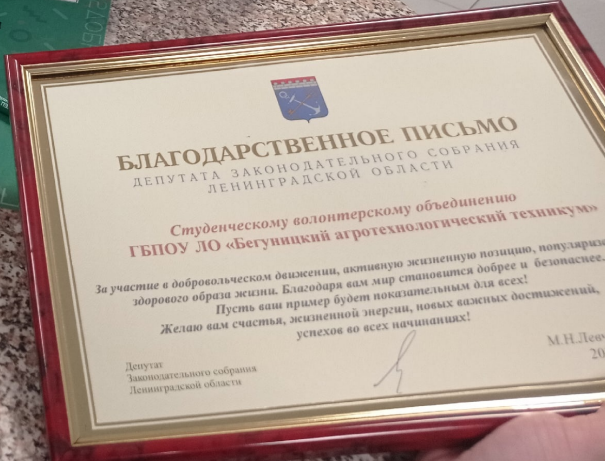 БЛАГОДАРСТВЕННОЕ ПИСЬМО
ДЕПУТАТА ЗАКОНОДАТЕЛЬНОГО СОБРАНИЯ
ЛЕНИНГРАДСКОЙ ОБЛАСТИ
Студенческому волонтерскому объединению
ГБПОУ ЛО «Бегуницкий агротехнологический техникум»
За участие в добровольческом движении, активную жизненную позицию,
здорового образа жизни. Благодаря вам мир становится добрее и безопаснее.
Пусть ваш пример будет показательным для всех!
Желаю вам счастья, жизненной энергии, новых важных достижений,
успехов во всех начинаниях!
Депутат
Законодательного собрания
Ленинградской области
М.Н.